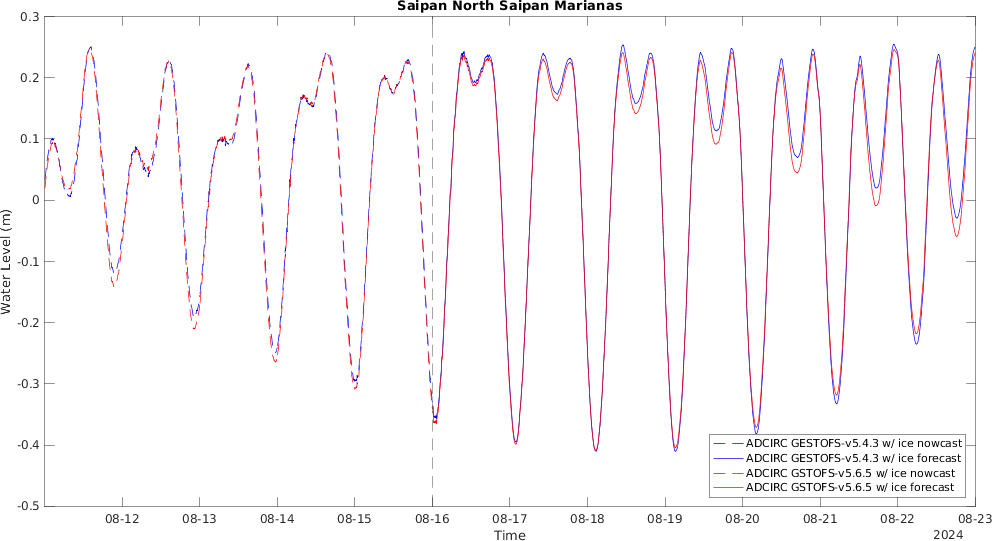 Saipan North Saipan Marianas
0.3
0.2
0.1
0
-0.1
-0.2
-0.3
-0.4
-0.5
Water Level (m)
08-12 08-13 08-14 08-15 08-16 08-17 08-18 08-19 08-20 08-21 08-22 08-23
Time
2024
ADCIRC GESTOFS-v5.4.3 w/ ice nowcast
ADCIRC GESTOFS-v5.4.3 w/ ice forecast
ADCIRC GSTOFS-v5.6.5 w/ ice nowcast
ADCIRC GSTOFS-v5.6.5 w/ ice forecast